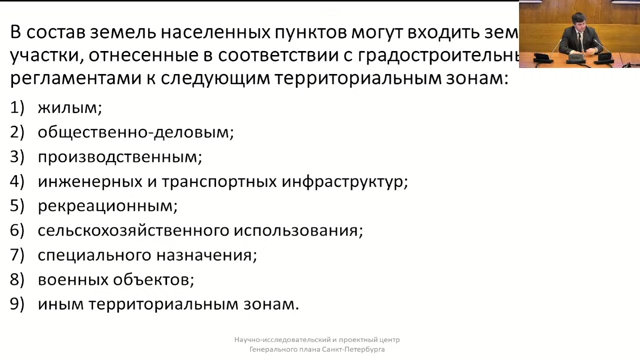 В состав земель населенных пунктов могут входить
участки, отнесенные в соответствии с
регламентами к следующим территориальным зонам:
1) жилым;
2) общественно-деловым;
3) производственным;
4) инженерных и транспортных инфраструктур;
5) рекреационным;
6) сельскохозяйственного использования;
7) специального назначения;
8) военных объектов;
9) иным территориальным зонам.
Научно-исследовательский и проектный центр
Генерального плана Санкт-Петербурга